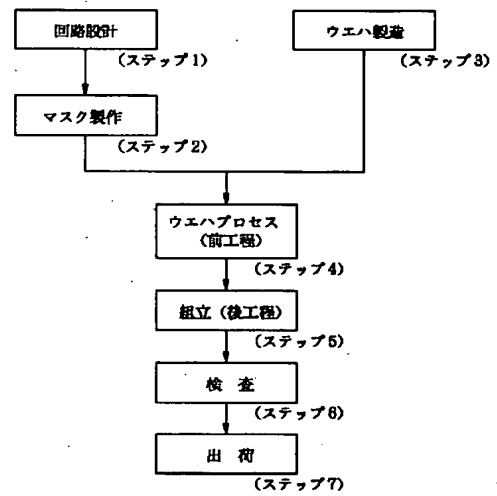 回路設計
(ステップ1)
ウエハ製造
(ステップ3)
マスク製作
(ステップ2)
ウエハプロセス
(前工程)
(ステップ4)
組立(後工程)
(ステップ5)
検 査
(ステップ6)
出 荷
(ステップ7)